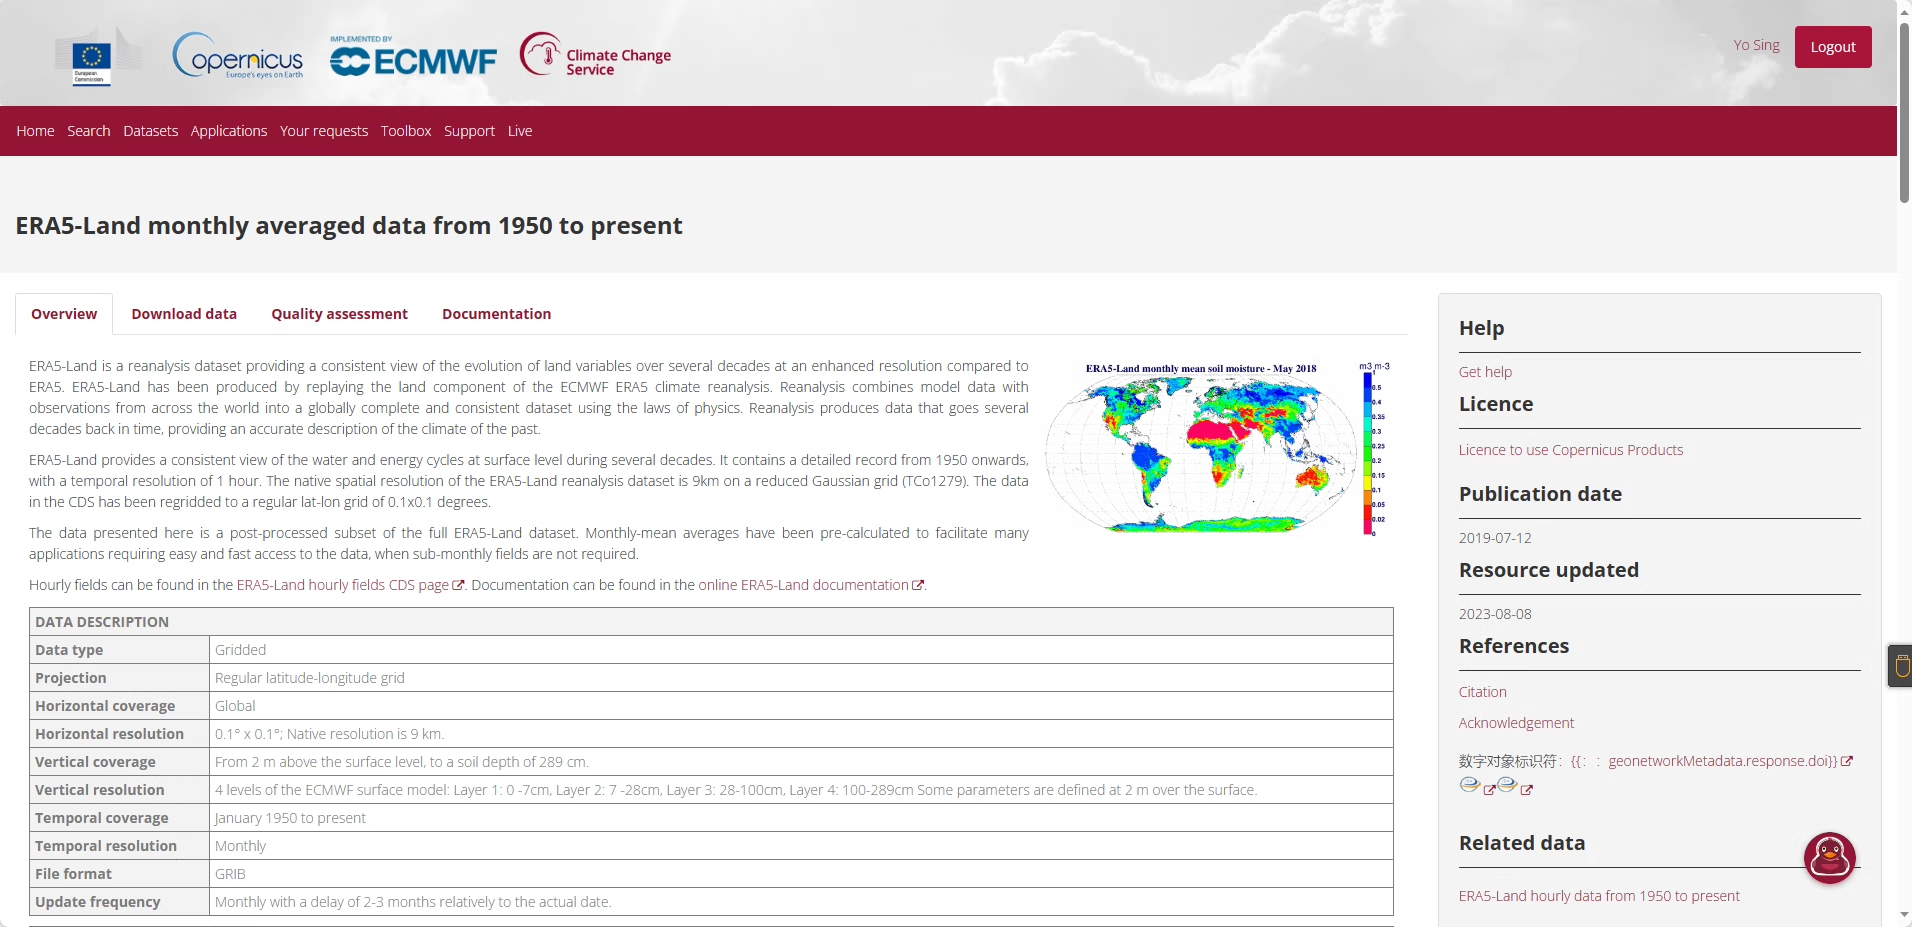 European
Commission
opernicus
Europe's eyes on Earth
IMPLEMENTED BY
ECMWF
Climate Change
Service
Yo Sing
Logout
Home Search Datasets Applications Your requests Toolbox Support Live
ERA5-Land monthly averaged data from 1950 to present
Overview Download data Quality assessment Documentation
ERA5-Land is a reanalysis dataset providing a consistent view of the evolution of land variables over several decades at an enhanced resolution compared to
ERA5. ERA5-Land has been produced by replaying the land component of the ECMWF ERA5 climate reanalysis. Reanalysis combines model data with
observations from across the world into a globally complete and consistent dataset using the laws of physics. Reanalysis produces data that goes several
decades back in time, providing an accurate description of the climate of the past.
ERA5-Land provides a consistent view of the water and energy cycles at surface level during several decades. It contains a detailed record from 1950 onwards,
with a temporal resolution of 1 hour. The native spatial resolution of the ERA5-Land reanalysis dataset is 9km on a reduced Gaussian grid (TCo1279). The data
in the CDS has been regridded to a regular lat-lon grid of 0.1x0.1 degrees.
The data presented here is a post-processed subset of the full ERA5-Land dataset. Monthly-mean averages have been pre-calculated to facilitate many
applications requiring easy and fast access to the data, when sub-monthly fields are not required.
Hourly fields can be found in the ERA5-Land hourly fields CDS page. Documentation can be found in the online ERA5-Land documentation.
ERA5-Land monthly mean soil moisture - May 2018
m3 m-3
1
0.5
0.4
0.35
0.3
0.25
0.2
0.15
0.1
0.05
0.02
0
DATA DESCRIPTION
Data type Gridded
Projection Regular latitude-longitude grid
Horizontal coverage Global
Horizontal resolution 0.1° x 0.1°; Native resolution is 9 km.
Vertical coverage From 2 m above the surface level, to a soil depth of 289 cm.
Vertical resolution 4 levels of the ECMWF surface model: Layer 1: 0 -7cm, Layer 2: 7 -28cm, Layer 3: 28-100cm, Layer 4: 100-289cm Some parameters are defined at 2 m over the surface.
Temporal coverage January 1950 to present
Temporal resolution Monthly
File format GRIB
Update frequency Monthly with a delay of 2-3 months relatively to the actual date.
Help
Get help
Licence
Licence to use Copernicus Products
Publication date
2019-07-12
Resource updated
2023-08-08
References
Citation
Acknowledgement
数字对象标识符： {{： ： geonetworkMetadata.response.doi}}
Related data
ERA5-Land hourly data from 1950 to present